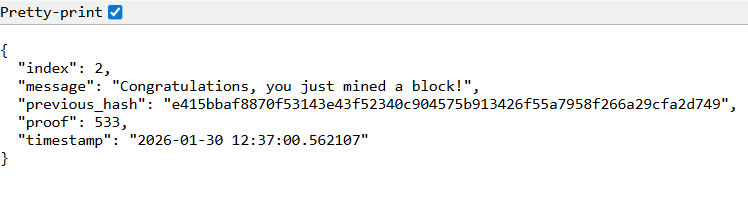 Pretty-print
{
  "index": 2,
  "message": "Congratulations, you just mined a block!",
  "previous_hash": "e415bbaf8870f53143e43f52340c904575b913426f55a7958f266a29cfa2d749",
  "proof": 533,
  "timestamp": "2026-01-30 12:37:00.562107"
}